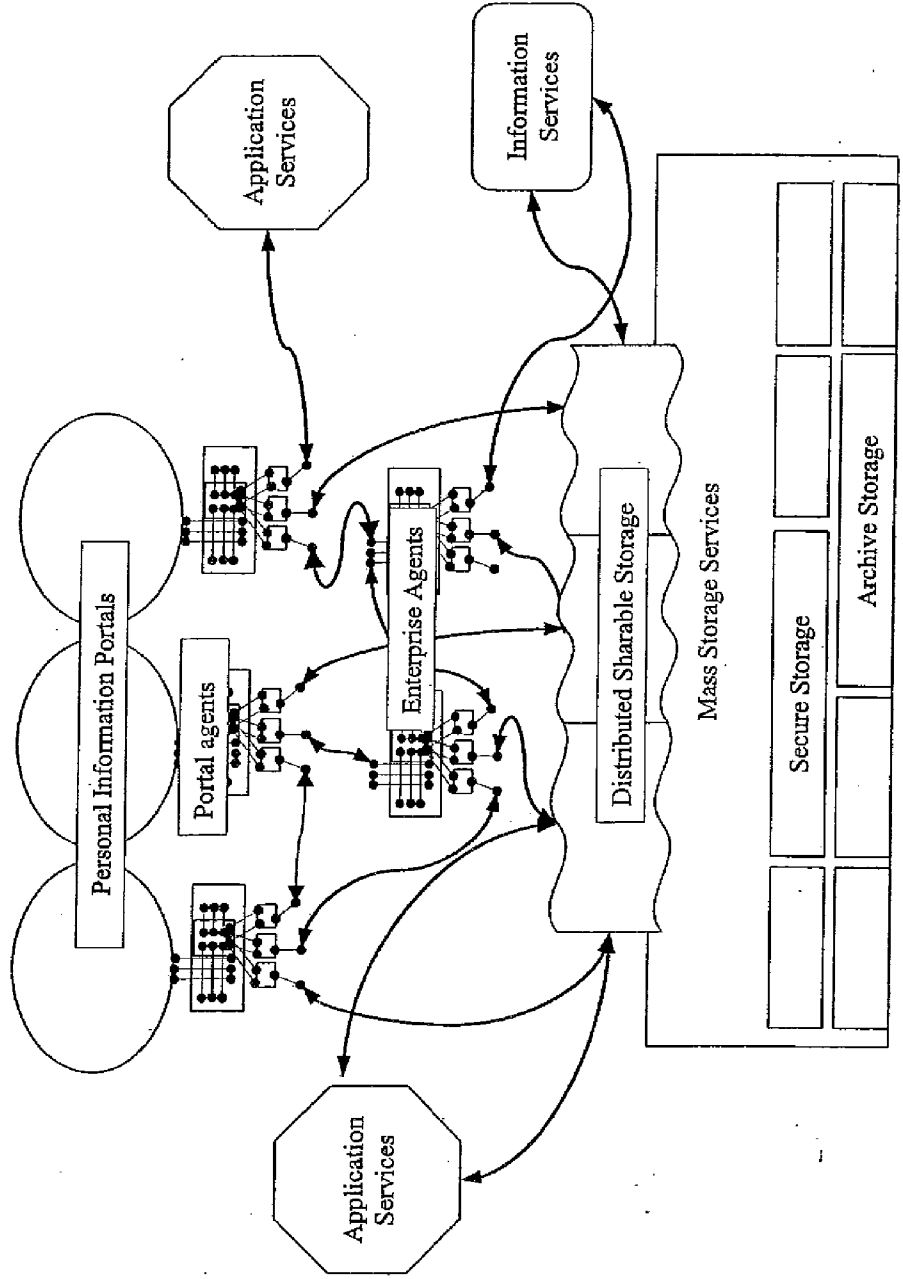 Personal Information Portals
Portal agents
Application
Services
Enterprise Agents
Application
Services
Information
Services
Distributed Sharable Storage
Mass Storage Services
Secure Storage
Archive Storage